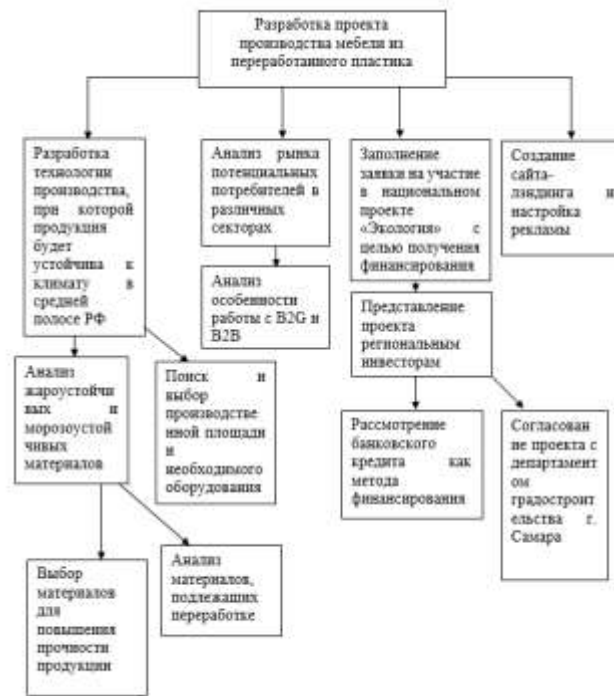 Разработка проекта
производства мебели из
переработанного пластика
Разработка
технологии
производства,
при которой
продукция
будет
устойчива к
климату в
средней
полосе РФ
Анализ рынка
потенциальных
потребителей в
различных
секторах
Заполнение
заявки на участие
в национальном
проекте
«Экология» с
целью получения
финансирования
Создание
сайта-
лэндинга и
настройка
рекламы
Анализ
особенности
работы с B2G и
B2B
Представление
проекта
региональным
инвесторам
Анализ
жароустойчи
вых и
морозоустой
чивых
материалов
Поиск и
выбор
производстве
нной площади
и
необходимого
оборудования
Рассмотрение
банковского
кредита как
метода
финансирования
Согласован
ие проекта с
департамент
ом
градостроит
ельства г.
Самара
Выбор
материалов
для
повышения
прочности
продукции
Анализ
материалов,
подлежащих
переработке